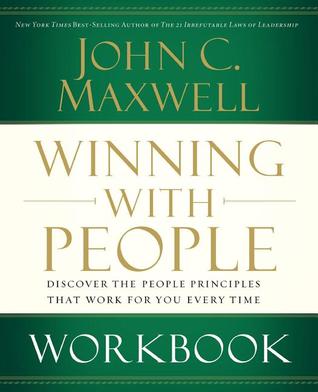 NEW YORK TIMES BEST-SELLING AUTHOR OF THE 21 IRREFUTABLE LAWS OF LEADERSHIP
JOHN C.
MAXWELL
WINNING
WITH
PEOPLE
DISCOVER THE PEOPLE PRINCIPLES
THAT WORK FOR YOU EVERY TIME
WORKBOOK